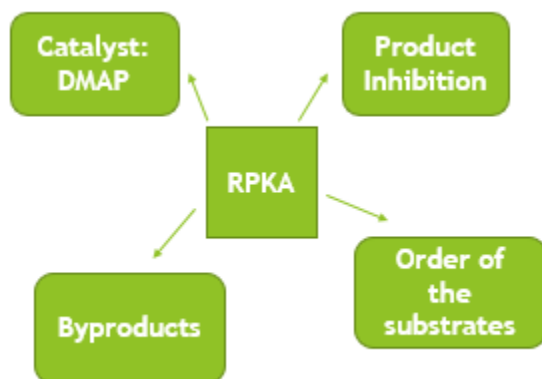 Catalyst:
DMAP
Product
Inhibition
RPKA
Order of
the
substrates
Byproducts